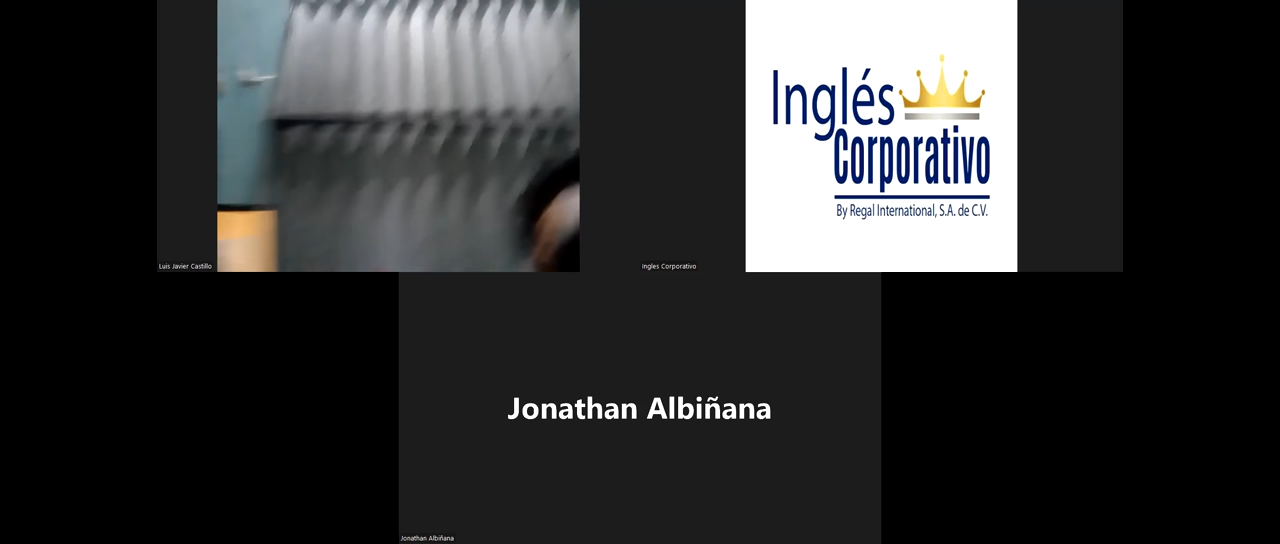 Inglés
Corporativo
By Regal International, S.A. de C.V.
Luis Javier Castillo
Ingles Corporativo
Jonathan Albiñana
Jonathan Albiñana